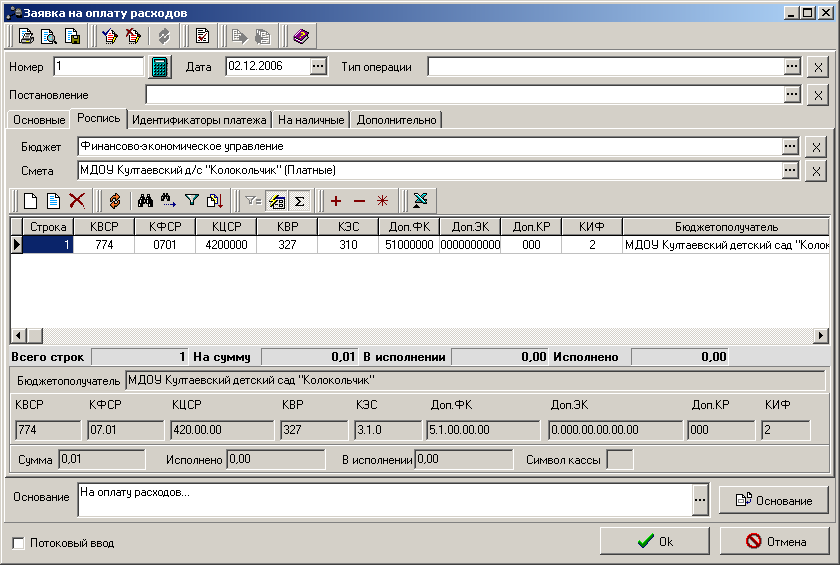 Заявка на оплату расходов
Номер 1 Дата 02.12.2006 Тип операции
Постановление
Основные Роспись Идентификаторы платежа На наличные Дополнительно
Бюджет Финансово-экономическое управление
Смета МДОУ Култаевский д/с "Колокольчик" (Платные)
Строка КВСР КФСР КЦСР КВР КЭС Доп.ФК Доп.ЭК Доп.КР КИФ Бюджетополучатель
1 774 0701 4200000 327 310 51000000 0000000000 000 2 МДОУ Култаевский детский сад "Колок
Всего строк 1 На сумму 0,01 В исполнении 0,00 Исполнено 0,00
Бюджетополучатель МДОУ Култаевский детский сад "Колокольчик"
КВСР КФСР КЦСР КВР КЭС Доп.ФК Доп.ЭК Доп.КР КИФ
774 07.01 420.00.00 327 3.1.0 5.1.00.00.00 0.000.00.00.00.00 000 2
Сумма 0,01 Исполнено 0,00 В исполнении 0,00 Символ кассы
Основание На оплату расходов... Основание
Потоковый ввод Ok Отмена